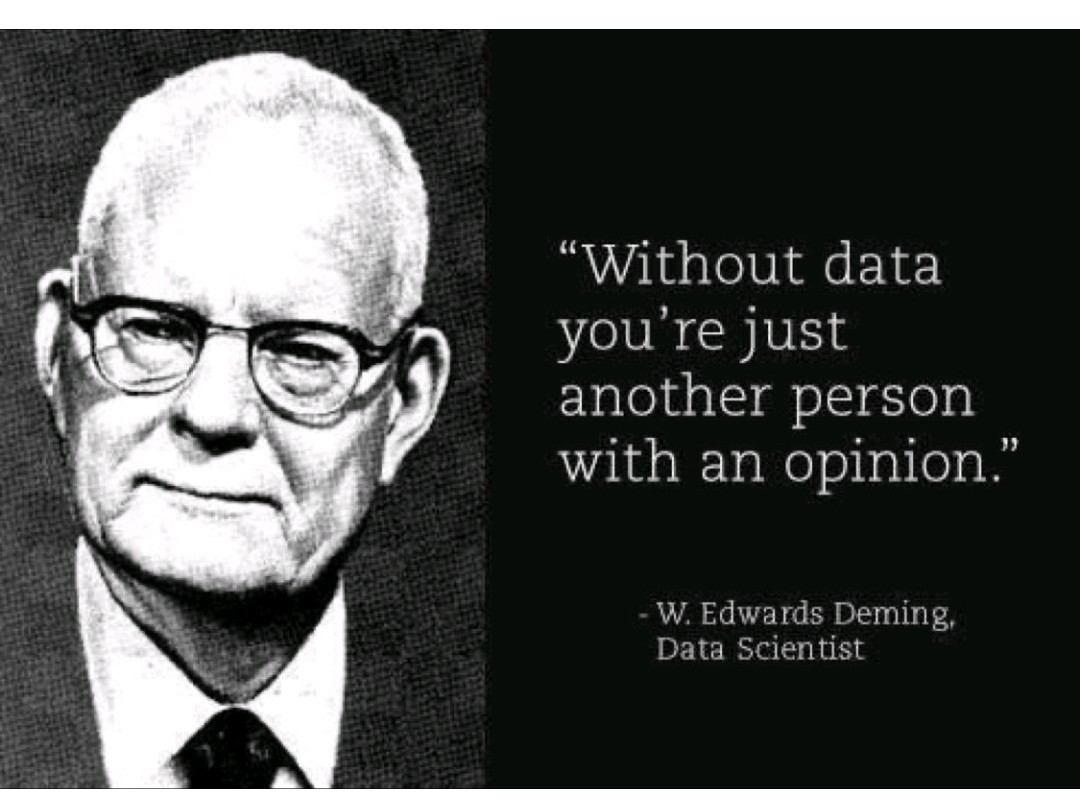 “Without data
you’re just
another person
with an opinion.”
- W. Edwards Deming,
Data Scientist